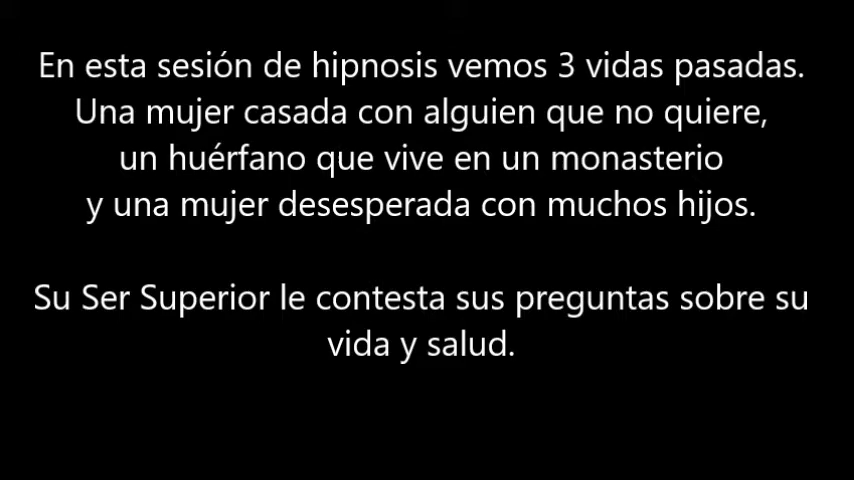 En esta sesión de hipnosis vemos 3 vidas pasadas.
Una mujer casada con alguien que no quiere,
un huérfano que vive en un monasterio
y una mujer desesperada con muchos hijos.
Su Ser Superior le contesta sus preguntas sobre su
vida y salud.